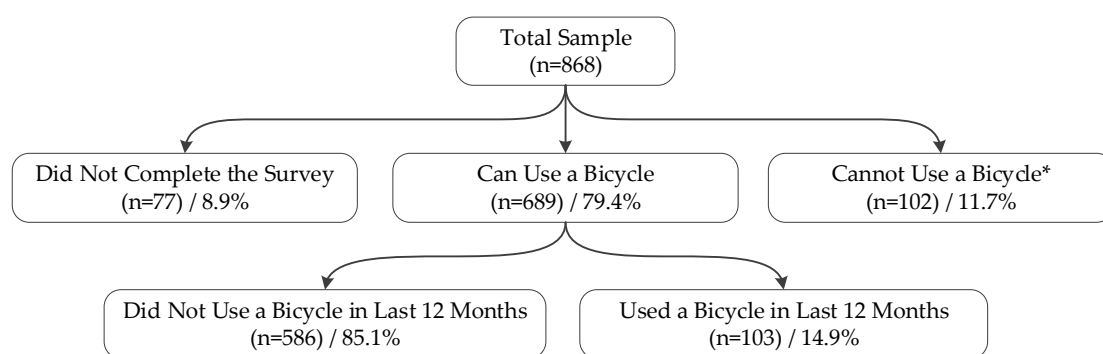 Total Sample
(n=868)
Did Not Complete the Survey
(n=77) / 8.9%
Can Use a Bicycle
(n=689) / 79.4%
Cannot Use a Bicycle*
(n=102) / 11.7%
Did Not Use a Bicycle in Last 12 Months
(n=586) / 85.1%
Used a Bicycle in Last 12 Months
(n=103) / 14.9%